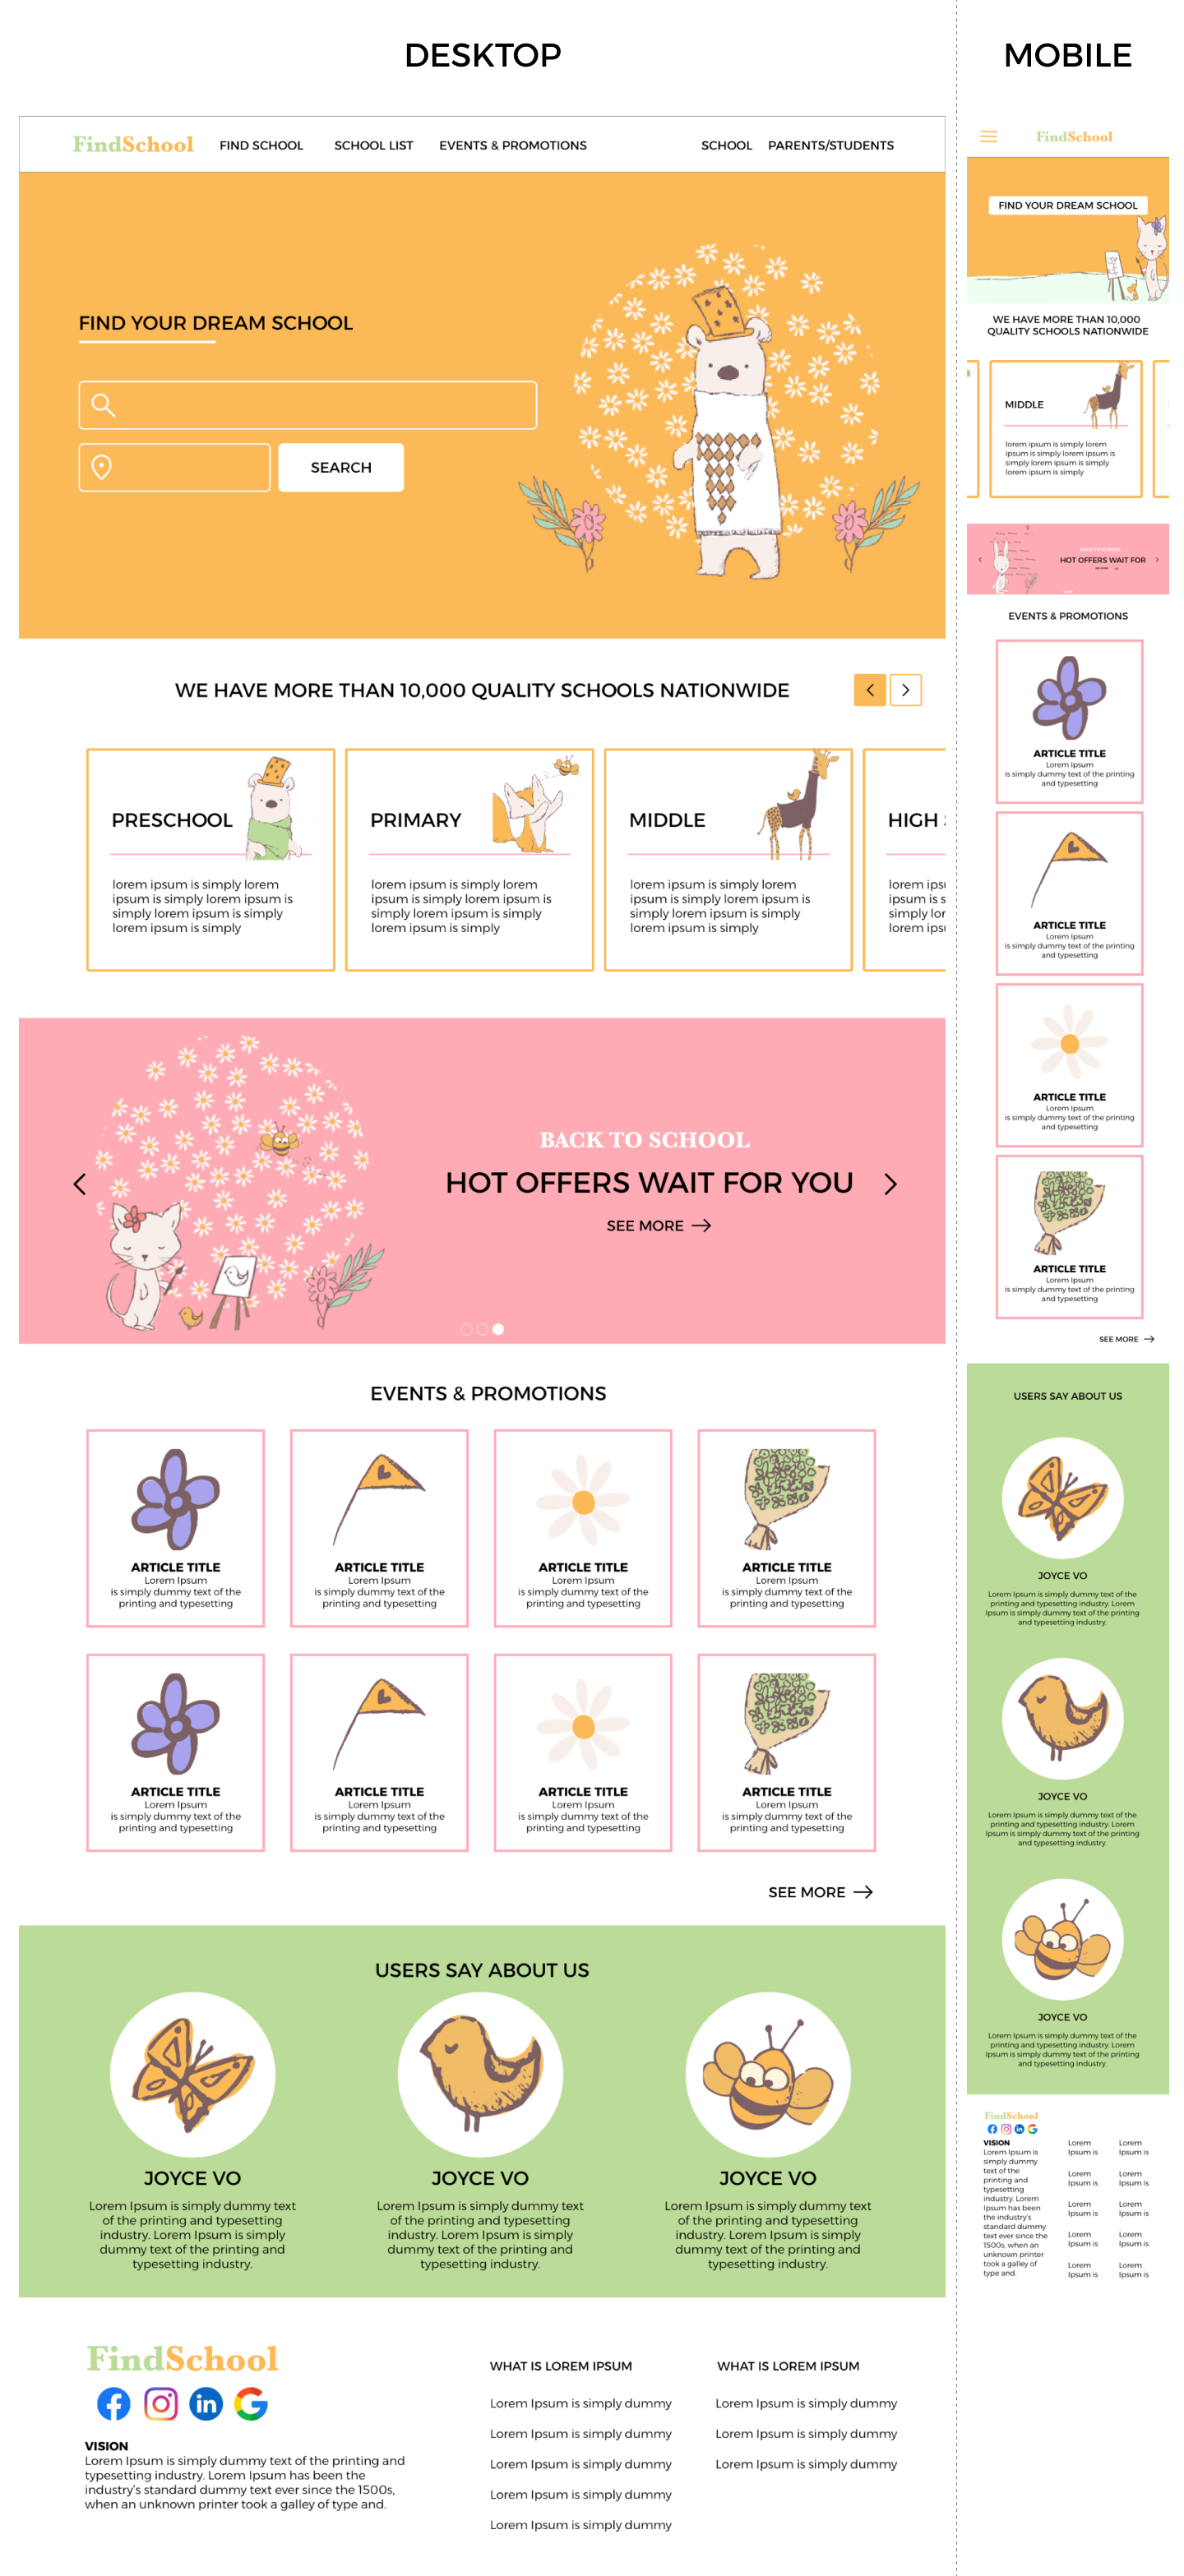 DESKTOP
FindSchool
FIND SCHOOL
SCHOOL LIST
EVENTS & PROMOTIONS
SCHOOL
PARENTS/STUDENTS
FIND YOUR DREAM SCHOOL
SEARCH
WE HAVE MORE THAN 10,000 QUALITY SCHOOLS NATIONWIDE
PRESCHOOL
lorem ipsum is simply lorem
ipsum is simply lorem ipsum is
simply lorem ipsum is simply
lorem ipsum is simply
PRIMARY
lorem ipsum is simply lorem
ipsum is simply lorem ipsum is
simply lorem ipsum is simply
lorem ipsum is simply
MIDDLE
lorem ipsum is simply lorem
ipsum is simply lorem ipsum is
simply lorem ipsum is simply
lorem ipsum is simply
HIGH
lorem ipsu
ipsum is s
simply lor
lorem ipsu
BACK TO SCHOOL
HOT OFFERS WAIT FOR YOU
SEE MORE
EVENTS & PROMOTIONS
ARTICLE TITLE
Lorem Ipsum
is simply dummy text of the
printing and typesetting
ARTICLE TITLE
Lorem Ipsum
is simply dummy text of the
printing and typesetting
ARTICLE TITLE
Lorem Ipsum
is simply dummy text of the
printing and typesetting
ARTICLE TITLE
Lorem Ipsum
is simply dummy text of the
printing and typesetting
ARTICLE TITLE
Lorem Ipsum
is simply dummy text of the
printing and typesetting
ARTICLE TITLE
Lorem Ipsum
is simply dummy text of the
printing and typesetting
ARTICLE TITLE
Lorem Ipsum
is simply dummy text of the
printing and typesetting
ARTICLE TITLE
Lorem Ipsum
is simply dummy text of the
printing and typesetting
SEE MORE
USERS SAY ABOUT US
JOYCE VO
Lorem Ipsum is simply dummy text
of the printing and typesetting
industry. Lorem Ipsum is simply
dummy text of the printing and
typesetting industry.
JOYCE VO
Lorem Ipsum is simply dummy text
of the printing and typesetting
industry. Lorem Ipsum is simply
dummy text of the printing and
typesetting industry.
JOYCE VO
Lorem Ipsum is simply dummy text
of the printing and typesetting
industry. Lorem Ipsum is simply
dummy text of the printing and
typesetting industry.
FindSchool
in
VISION
Lorem Ipsum is simply dummy text of the printing and
typesetting industry. Lorem Ipsum has been the
industry's standard dummy text ever since the 1500s,
when an unknown printer took a galley of type and.
WHAT IS LOREM IPSUM
Lorem Ipsum is simply dummy
Lorem Ipsum is simply dummy
Lorem Ipsum is simply dummy
Lorem Ipsum is simply dummy
Lorem Ipsum is simply dummy
WHAT IS LOREM IPSUM
Lorem Ipsum is simply dummy
Lorem Ipsum is simply dummy
Lorem Ipsum is simply dummy
MOBILE
FindSchool
FIND YOUR DREAM SCHOOL
WE HAVE MORE THAN 10,000
QUALITY SCHOOLS NATIONWIDE
MIDDLE
lorem ipsum is simply lorem
ipsum is simply lorem ipsum is
simply lorem ipsum is simply
lorem ipsum is simply
BACK TO SCHOOL
HOT OFFERS WAIT FOR
SEE MORE
EVENTS & PROMOTIONS
ARTICLE TITLE
Lorem Ipsum
is simply dummy text of the printing
and typesetting
ARTICLE TITLE
Lorem Ipsum
is simply dummy text of the printing
and typesetting
ARTICLE TITLE
Lorem Ipsum
is simply dummy text of the printing
and typesetting
ARTICLE TITLE
Lorem Ipsum
is simply dummy text of the printing
and typesetting
SEE MORE
USERS SAY ABOUT US
JOYCE VO
Lorem Ipsum is simply dummy text of the
printing and typesetting industry. Lorem
Ipsum is simply dummy text of the printing
and typesetting industry.
JOYCE VO
Lorem Ipsum is simply dummy text of the
printing and typesetting industry. Lorem
Ipsum is simply dummy text of the printing
and typesetting industry.
JOYCE VO
Lorem Ipsum is simply dummy text of the
printing and typesetting industry. Lorem
Ipsum is simply dummy text of the printing
and typesetting industry.
FindSchool
in
VISION
Lorem Ipsum is
simply dummy
text of the
printing and
typesetting
industry. Lorem
Ipsum has been
the industry's
standard dummy
text ever since the
1500s, when an
unknown printer
took a galley of
type and.
Lorem
Ipsum is
Lorem
Ipsum is
Lorem
Ipsum is
Lorem
Ipsum is
Lorem
Ipsum is
Lorem
Ipsum is
Lorem
Ipsum is
Lorem
Ipsum is
Lorem
Ipsum is
Lorem
Ipsum is